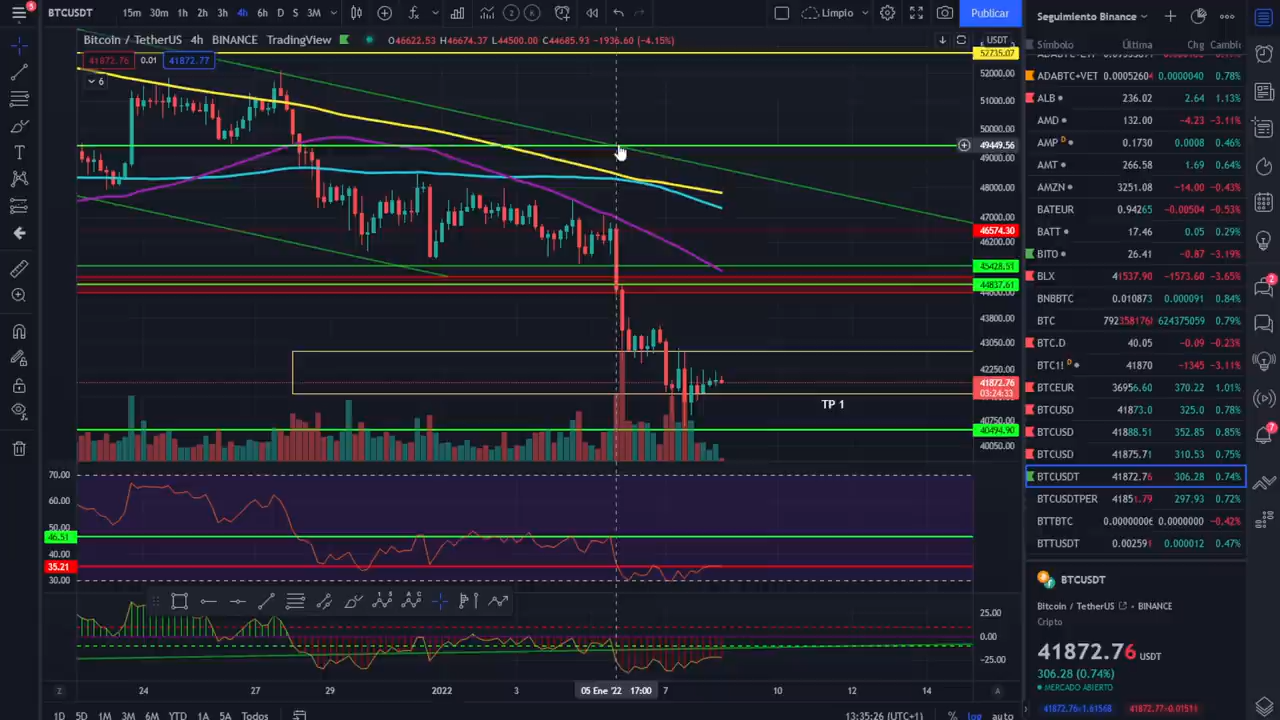 BTCUSDT 15m 30m 1h 2h 3h 4h 6h D S 3M Limplo Publicar
Bitcoin / TetherUS 4h BINANCE TradingView O46622.53 H46674.37 L44500.00 C44685.93 -1936.60 (-4.15%) USDT
41872.76 0.01 41872.77
6
52735.07
52000.00
51000.00
50000.00
49449.56
49000.00
48000.00
47000.00
46574.30
46200.00
45428.51
44837.61
43800.00
43050.00
42250.00
41872.76
03:24:33
TP 1
40494.90
40050.00
70.00
60.00
50.00
46.51
40.00
35.21
30.00
25.00
0.00
-25.00
24 27 29 2022 3 05 Ene '22 17:00 7 10 12 14
1D 5D 1M 3M 6M YTD 1A 5A Todos 13:35:26 (UTC+1) % log auto
Seguimiento Binance
Símbolo Última Chg Cambi
ADABTC+VET 0.0005260 0.0000040 0.78%
ALB 236.02 2.64 1.13%
AMD 132.00 -4.23 -3.11%
AMP D 0.1730 0.0008 0.46%
AMT 266.58 1.69 0.64%
AMZN 3251.08 -14.00 -0.43%
BATEUR 0.94265 -0.00504 -0.53%
BATT 17.46 0.05 0.29%
BITO 26.41 -0.87 -3.19%
BLX 41537.90 -1573.60 -3.65%
BNBBTC 0.010873 0.000091 0.84%
BTC 792358176 624375059 0.79%
BTC.D 40.05 -0.09 -0.23%
BTC1! D 41870 -1345 -3.11%
BTCEUR 36956.60 370.22 1.01%
BTCUSD 41873.0 325.0 0.78%
BTCUSD 41888.51 352.85 0.85%
BTCUSD 41875.71 310.53 0.75%
BTCUSDT 41872.76 306.28 0.74%
BTCUSDTPER 41851.79 297.93 0.72%
BTTBTC 0.0000000 0.0000000 -0.42%
BTTUSDT 0.002591 0.000012 0.47%
BTCUSDT
Bitcoin / TetherUS • BINANCE
Cripto
41872.76 USDT
306.28 (0.74%)
MERCADO ABIERTO